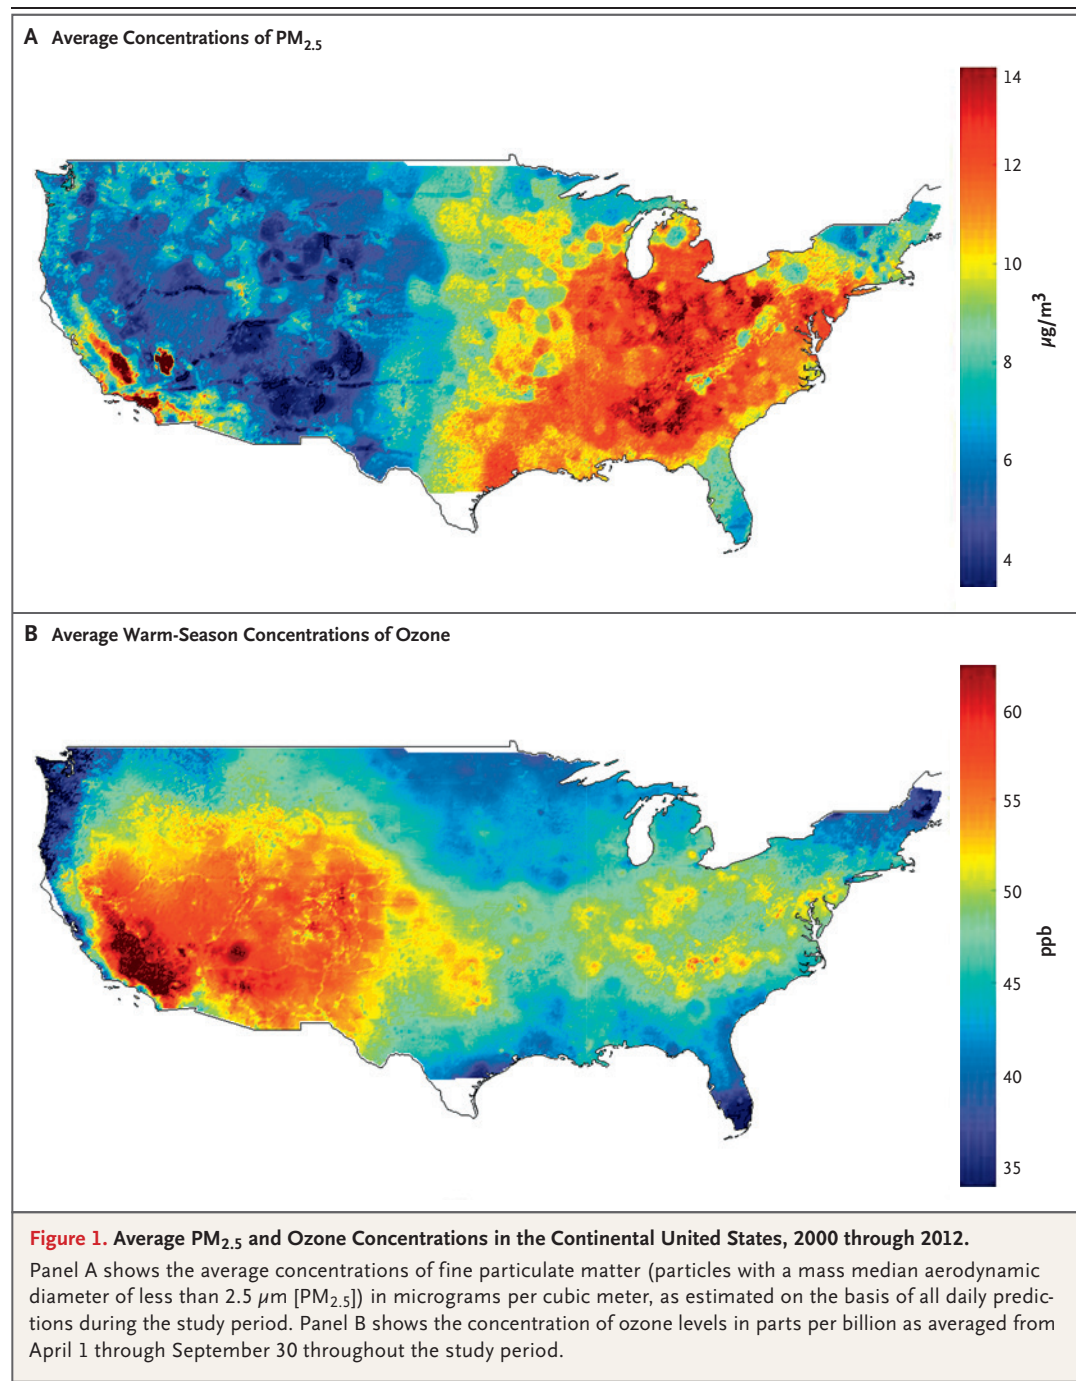 A Average Concentrations of PM2.5
14
12
10
8
6
4
µg/m3
B Average Warm-Season Concentrations of Ozone
60
55
50
45
40
35
ppb
Figure 1. Average PM2.5 and Ozone Concentrations in the Continental United States, 2000 through 2012.
Panel A shows the average concentrations of fine particulate matter (particles with a mass median aerodynamic
diameter of less than 2.5 µm [PM2.5]) in micrograms per cubic meter, as estimated on the basis of all daily predic-
tions during the study period. Panel B shows the concentration of ozone levels in parts per billion as averaged from
April 1 through September 30 throughout the study period.